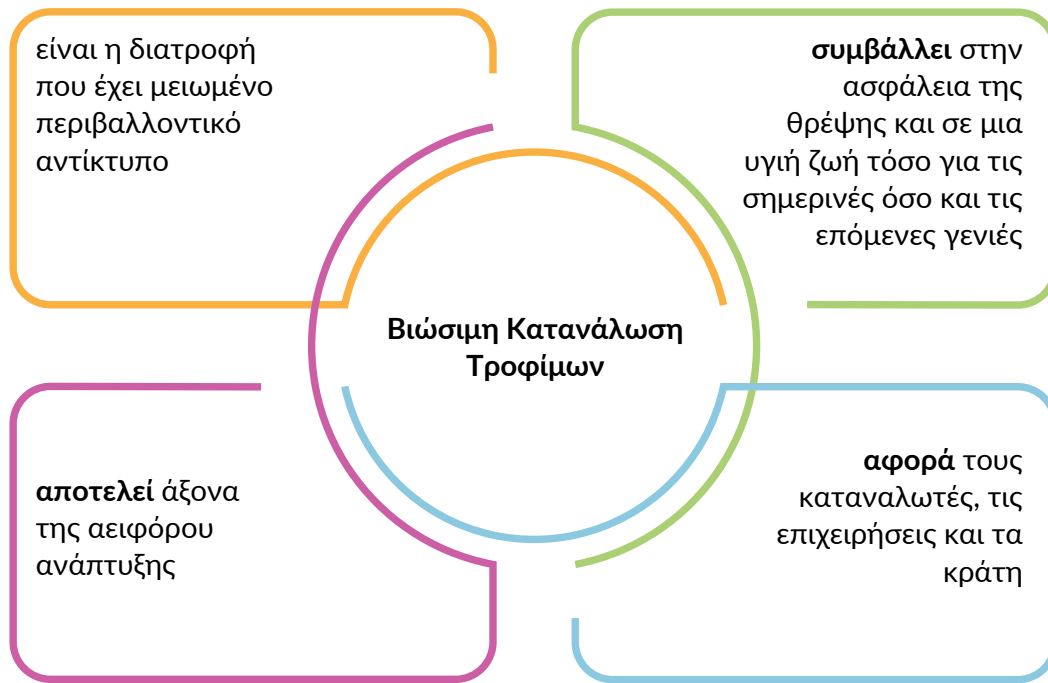 είναι η διατροφή
που έχει μειωμένο
περιβαλλοντικό
αντίκτυπο
συμβάλλει στην
ασφάλεια της
θρέψης και σε μια
υγιή ζωή τόσο για τις
σημερινές όσο και τις
επόμενες γενιές
Βιώσιμη Κατανάλωση
Τροφίμων
αποτελεί άξονα
της αειφόρου
ανάπτυξης
αφορά τους
καταναλωτές, τις
επιχειρήσεις και τα
κράτη